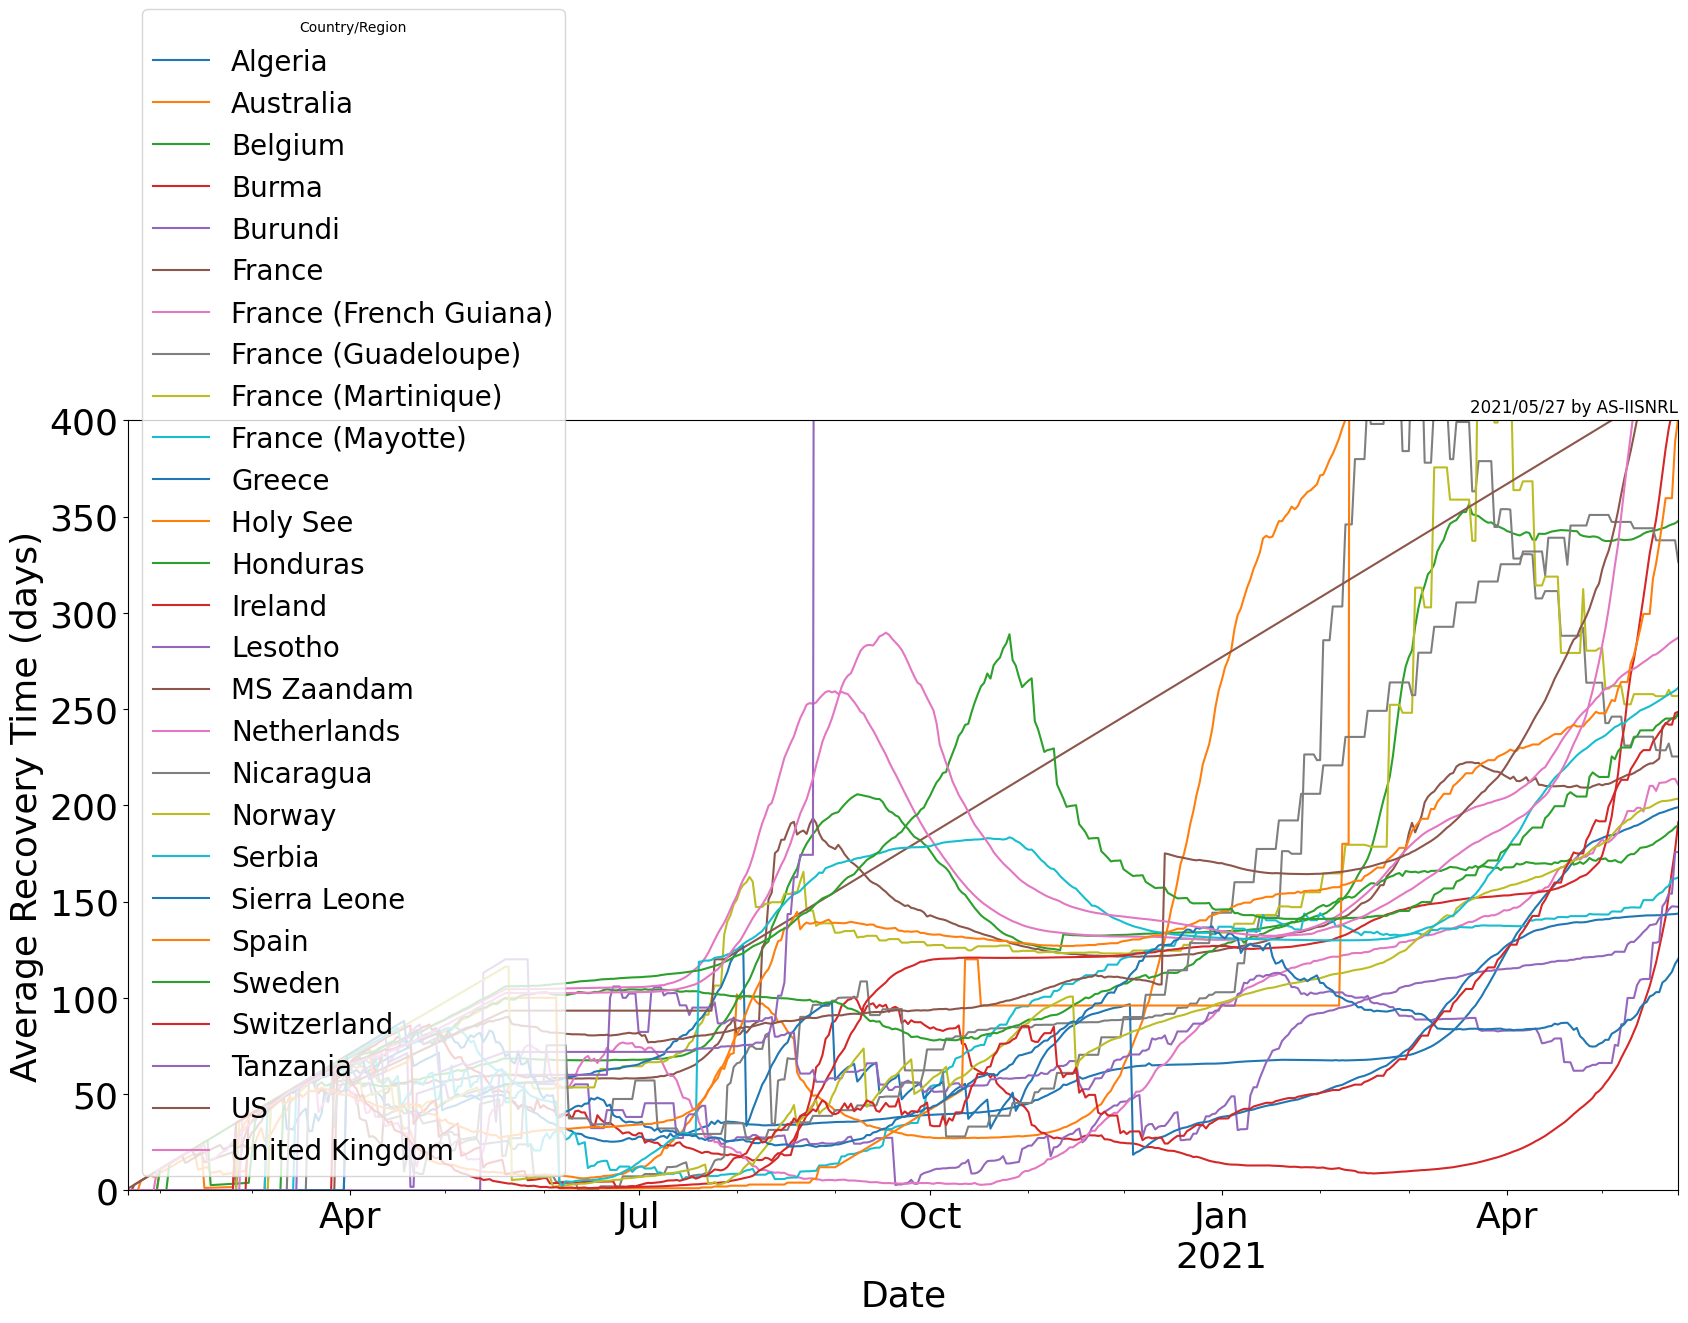 Country/Region
Algeria
Australia
Belgium
Burma
Burundi
France
France (French Guiana)
France (Guadeloupe)
France (Martinique)
France (Mayotte)
Greece
Holy See
Honduras
Ireland
Lesotho
MS Zaandam
Netherlands
Nicaragua
Norway
Serbia
Sierra Leone
Spain
Sweden
Switzerland
Tanzania
US
United Kingdom
2021/05/27 by AS-IISNRL
400
350
300
250
200
150
100
50
0
Average Recovery Time (days)
Apr
Jul
Oct
Jan
2021
Apr
Date